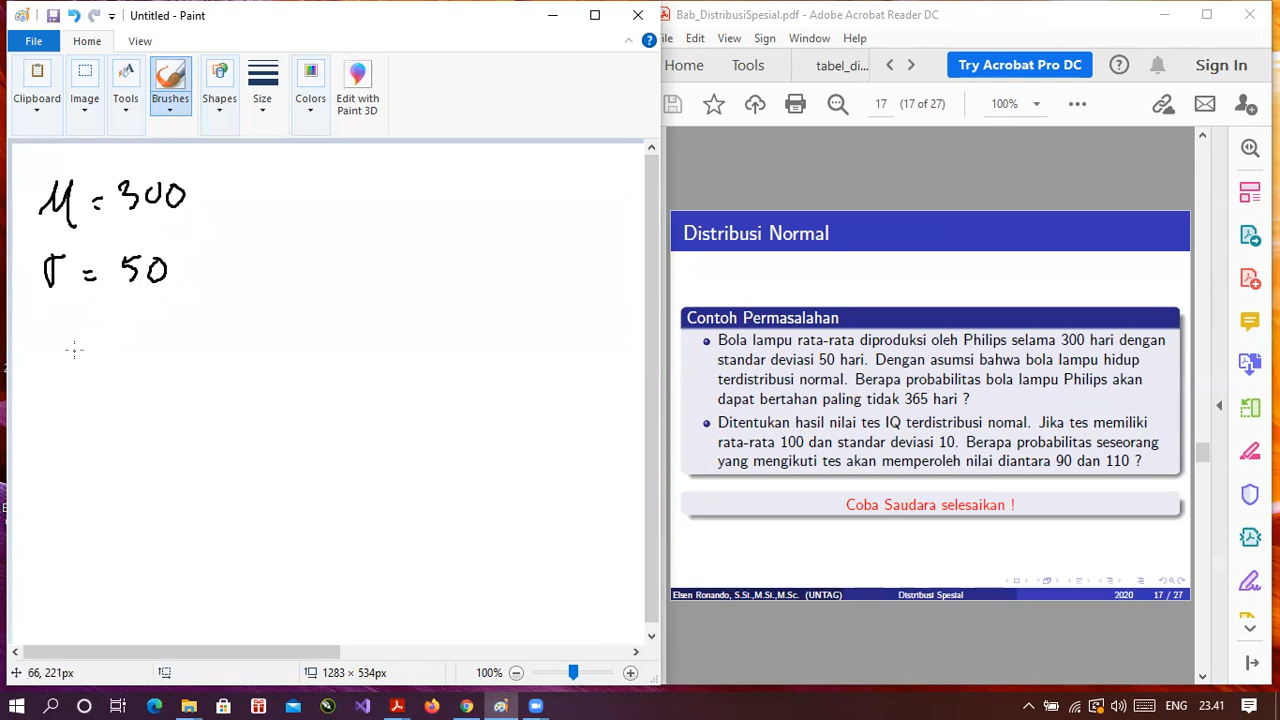 Untitled - Paint
File
Home
View
Clipboard
Image
Tools
Brushes
Shapes
Size
Colors
Edit with
Paint 3D
μ = 300
σ = 50
66, 221px
1283 × 534px
100%
Bab_DistribusiSpesial.pdf - Adobe Acrobat Reader DC
ile
Edit
View
Sign
Window
Help
Home
Tools
tabel_di...
Try Acrobat Pro DC
Sign In
17
(17 of 27)
100%
Distribusi Normal
Contoh Permasalahan
Bola lampu rata-rata diproduksi oleh Philips selama 300 hari dengan
standar deviasi 50 hari. Dengan asumsi bahwa bola lampu hidup
terdistribusi normal. Berapa probabilitas bola lampu Philips akan
dapat bertahan paling tidak 365 hari ?
Ditentukan hasil nilai tes IQ terdistribusi nomal. Jika tes memiliki
rata-rata 100 dan standar deviasi 10. Berapa probabilitas seseorang
yang mengikuti tes akan memperoleh nilai diantara 90 dan 110 ?
Coba Saudara selesaikan !
Elsen Ronando, S.Si.,M.Si.,M.Sc. (UNTAG)
Distribusi Spesial
2020
17 / 27
ENG
23.41